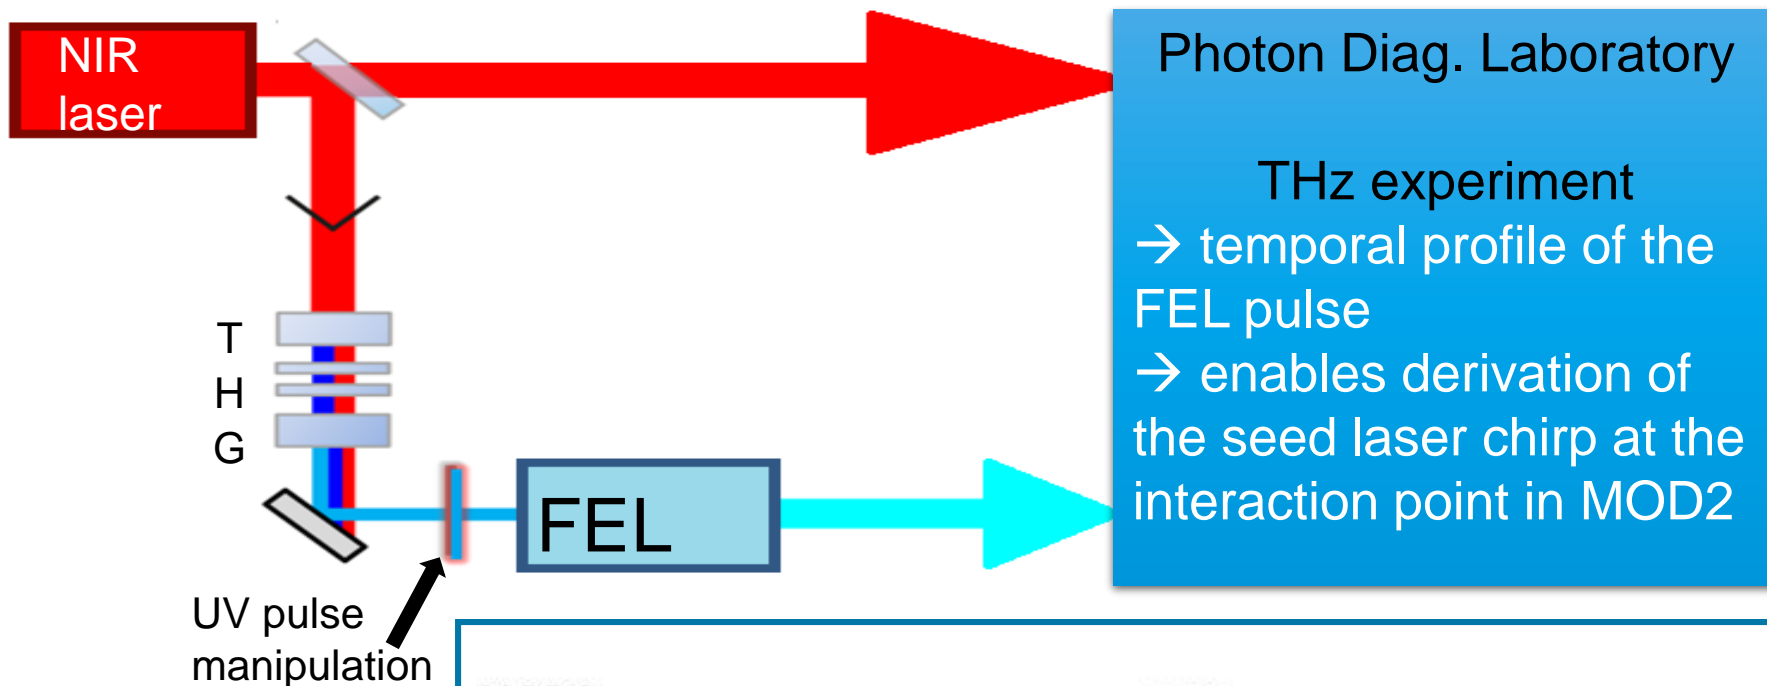 NIR
laser
Photon Diag. Laboratory
THz experiment
→ temporal profile of the
FEL pulse
→ enables derivation of
the seed laser chirp at the
interaction point in MOD2
T
H
G
FEL
UV pulse
manipulation